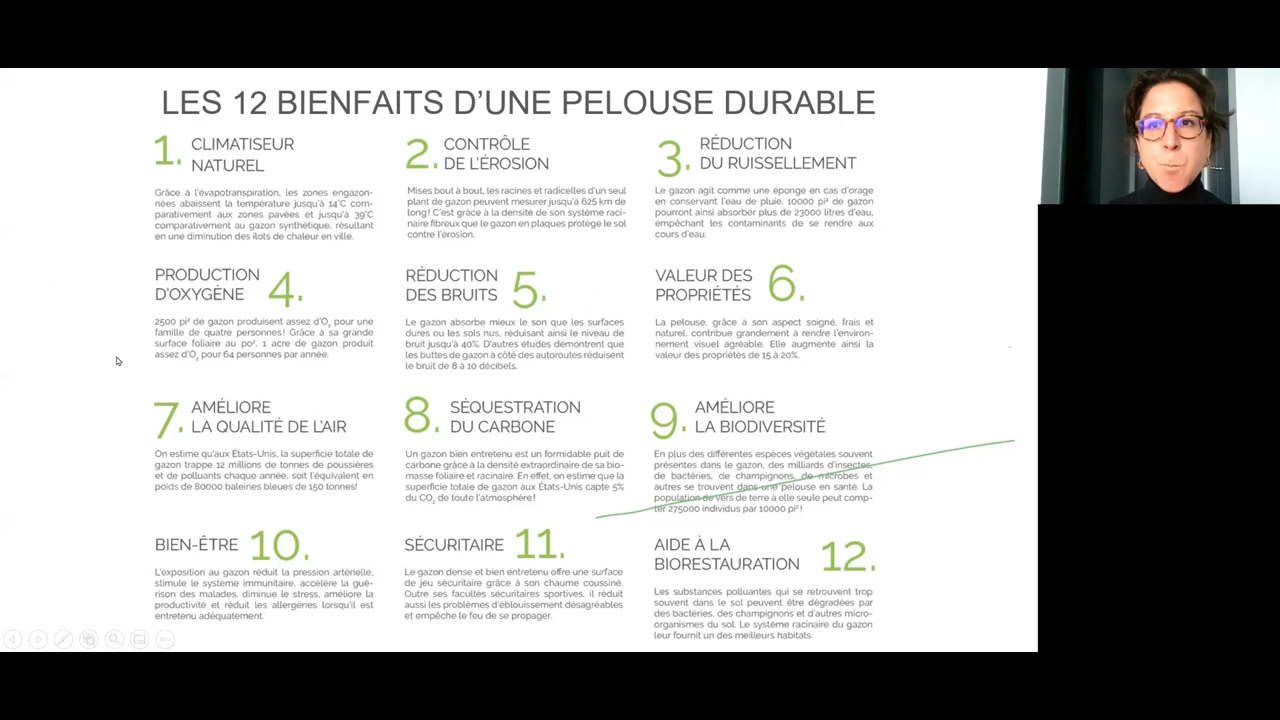 LES 12 BIENFAITS D'UNE PELOUSE DURABLE
1. CLIMATISEUR
NATUREL
Grâce à l'évapotranspiration, les zones engazon-
nées abaissent la température jusqu'à 14°C com-
parativement aux zones pavées et jusqu'à 39°C
comparativement au gazon synthétique, résultant
en une diminution des îlots de chaleur en ville.
2. CONTRÔLE
DE L'ÉROSION
Mises bout à bout, les racines et radicelles d'un seul
plant de gazon peuvent mesurer jusqu'à 625 km de
long! C'est grâce à la densité de son système raci-
naire fibreux que le gazon en plaques protège le sol
contre l'érosion.
3. RÉDUCTION
DU RUISSELLEMENT
Le gazon agit comme une éponge en cas d'orage
en conservant l'eau de pluie. 10000 pi² de gazon
pourront ainsi absorber plus de 23000 litres d'eau,
empêchant les contaminants de se rendre aux
cours d'eau.
PRODUCTION
D'OXYGÈNE 4.
2500 pi² de gazon produisent assez d'O₂ pour une
famille de quatre personnes! Grâce à sa grande
surface foliaire au po², 1 acre de gazon produit
assez d'O₂ pour 64 personnes par année.
RÉDUCTION
DES BRUITS 5.
Le gazon absorbe mieux le son que les surfaces
dures ou les sols nus, réduisant ainsi le niveau de
bruit jusqu'à 40%. D'autres études démontrent que
les buttes de gazon à côté des autoroutes réduisent
le bruit de 8 à 10 décibels.
VALEUR DES
PROPRIÉTÉS 6.
La pelouse, grâce à son aspect soigné, frais et
naturel, contribue grandement a rendre l'environ-
nement visuel agréable. Elle augmente ainsi la
valeur des propriétés de 15 à 20%.
7. AMÉLIORE
LA QUALITÉ DE L'AIR
On estime qu'aux États-Unis, la superficie totale de
gazon trappe 12 millions de tonnes de poussières
et de polluants chaque année, soit l'équivalent en
poids de 80000 baleines bleues de 150 tonnes!
8. SÉQUESTRATION
DU CARBONE
Un gazon bien entretenu est un formidable puit de
carbone grâce à la densité extraordinaire de sa bio-
masse foliaire et racinaire. En effet, on estime que la
superficie totale de gazon aux États-Unis capte 5%
du CO₂ de toute l'atmosphère!
9. AMÉLIORE
LA BIODIVERSITÉ
En plus des différentes espèces végétales souvent
présentes dans le gazon, des milliards d'insectes,
de bactéries, de champignons, de microbes et
autres se trouvent dans une pelouse en santé. La
population de vers de terre à elle seule peut comp-
ter 275000 individus par 10000 pi²!
BIEN-ÊTRE 10.
L'exposition au gazon réduit la pression artérielle,
stimule le système immunitaire, accélère la gué-
rison des malades, diminue le stress, améliore la
productivité et réduit les allergènes lorsqu'il est
entretenu adéquatement.
SÉCURITAIRE 11.
Le gazon dense et bien entretenu offre une surface
de jeu sécuritaire grâce à son chaume coussiné.
Outre ses facultés sécuritaires sportives, il réduit
aussi les problèmes d'éblouissement désagréables
et empêche le feu de se propager.
AIDE À LA
BIORESTAURATION 12.
Les substances polluantes qui se retrouvent trop
souvent dans le sol peuvent être dégradées par
des bactéries, des champignons et d'autres micro-
organismes du sol. Le système racinaire du gazon
leur fournit un des meilleurs habitats.